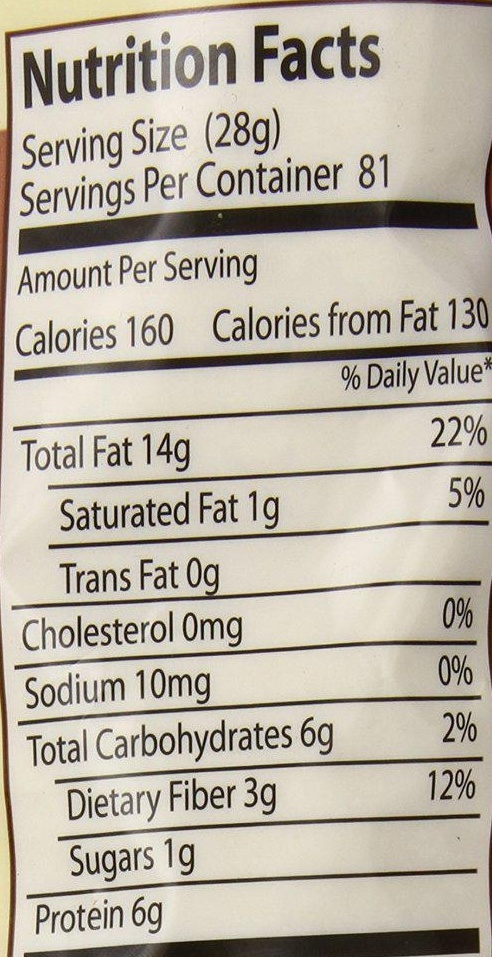 Nutrition Facts
Serving Size (28g)
Servings Per Container 81
Amount Per Serving
Calories 160 Calories from Fat 130
% Daily Value*
Total Fat 14g 22%
Saturated Fat 1g 5%
Trans Fat 0g
Cholesterol 0mg 0%
Sodium 10mg 0%
Total Carbohydrates 6g 2%
Dietary Fiber 3g 12%
Sugars 1g
Protein 6g